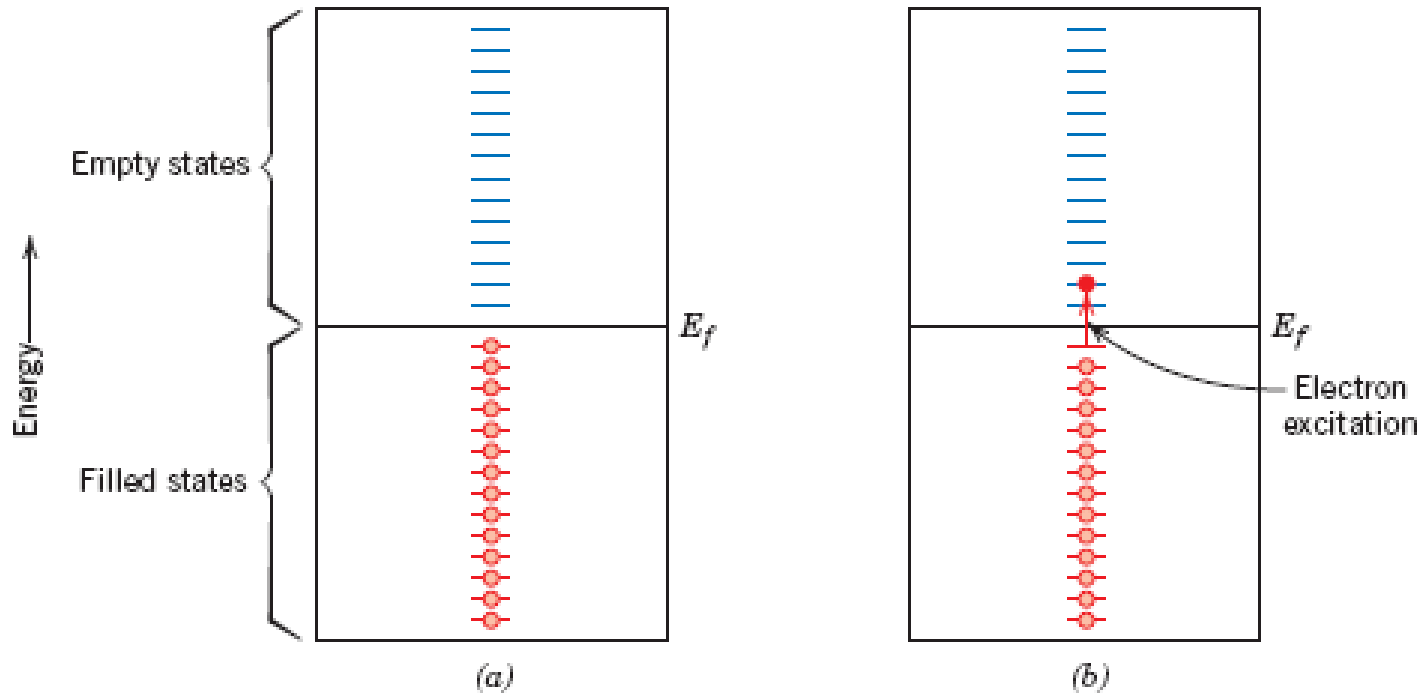 Empty states
Energy
Filled states
E_f
(a)
E_f
Electron
excitation
(b)